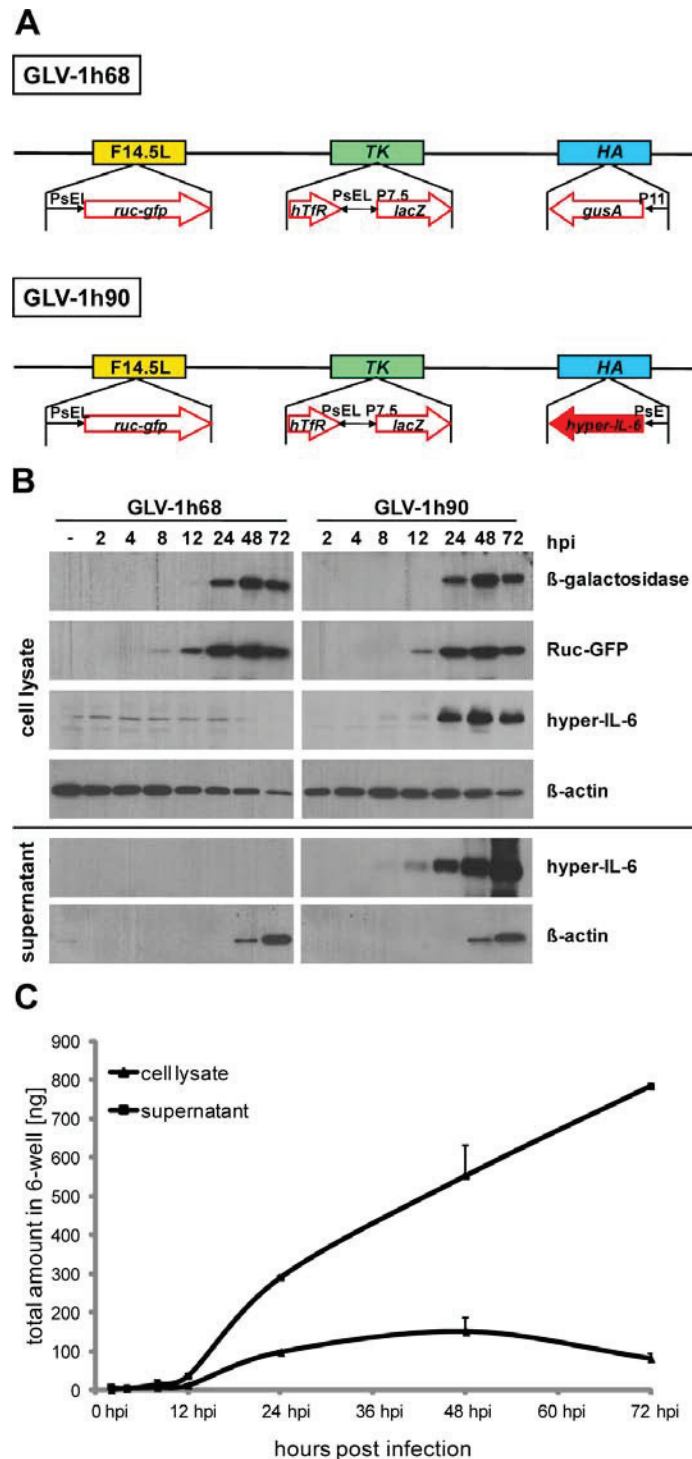 A
GLV-1h68
F14.5L TK HA
PsEL ruc-gfp hTfR PsEL P7.5 lacZ gusA P11
GLV-1h90
F14.5L TK HA
PsEL ruc-gfp hTfR PsEL P7.5 lacZ hyper-IL-6 PsE
B
GLV-1h68 GLV-1h90
- 2 4 8 12 24 48 72 2 4 8 12 24 48 72 hpi
cell lysate
ß-galactosidase
Ruc-GFP
hyper-IL-6
ß-actin
supernatant
hyper-IL-6
ß-actin
C
total amount in 6-well [ng]
900
800
700
600
500
400
300
200
100
0
cell lysate
supernatant
0 hpi 12 hpi 24 hpi 36 hpi 48 hpi 60 hpi 72 hpi
hours post infection